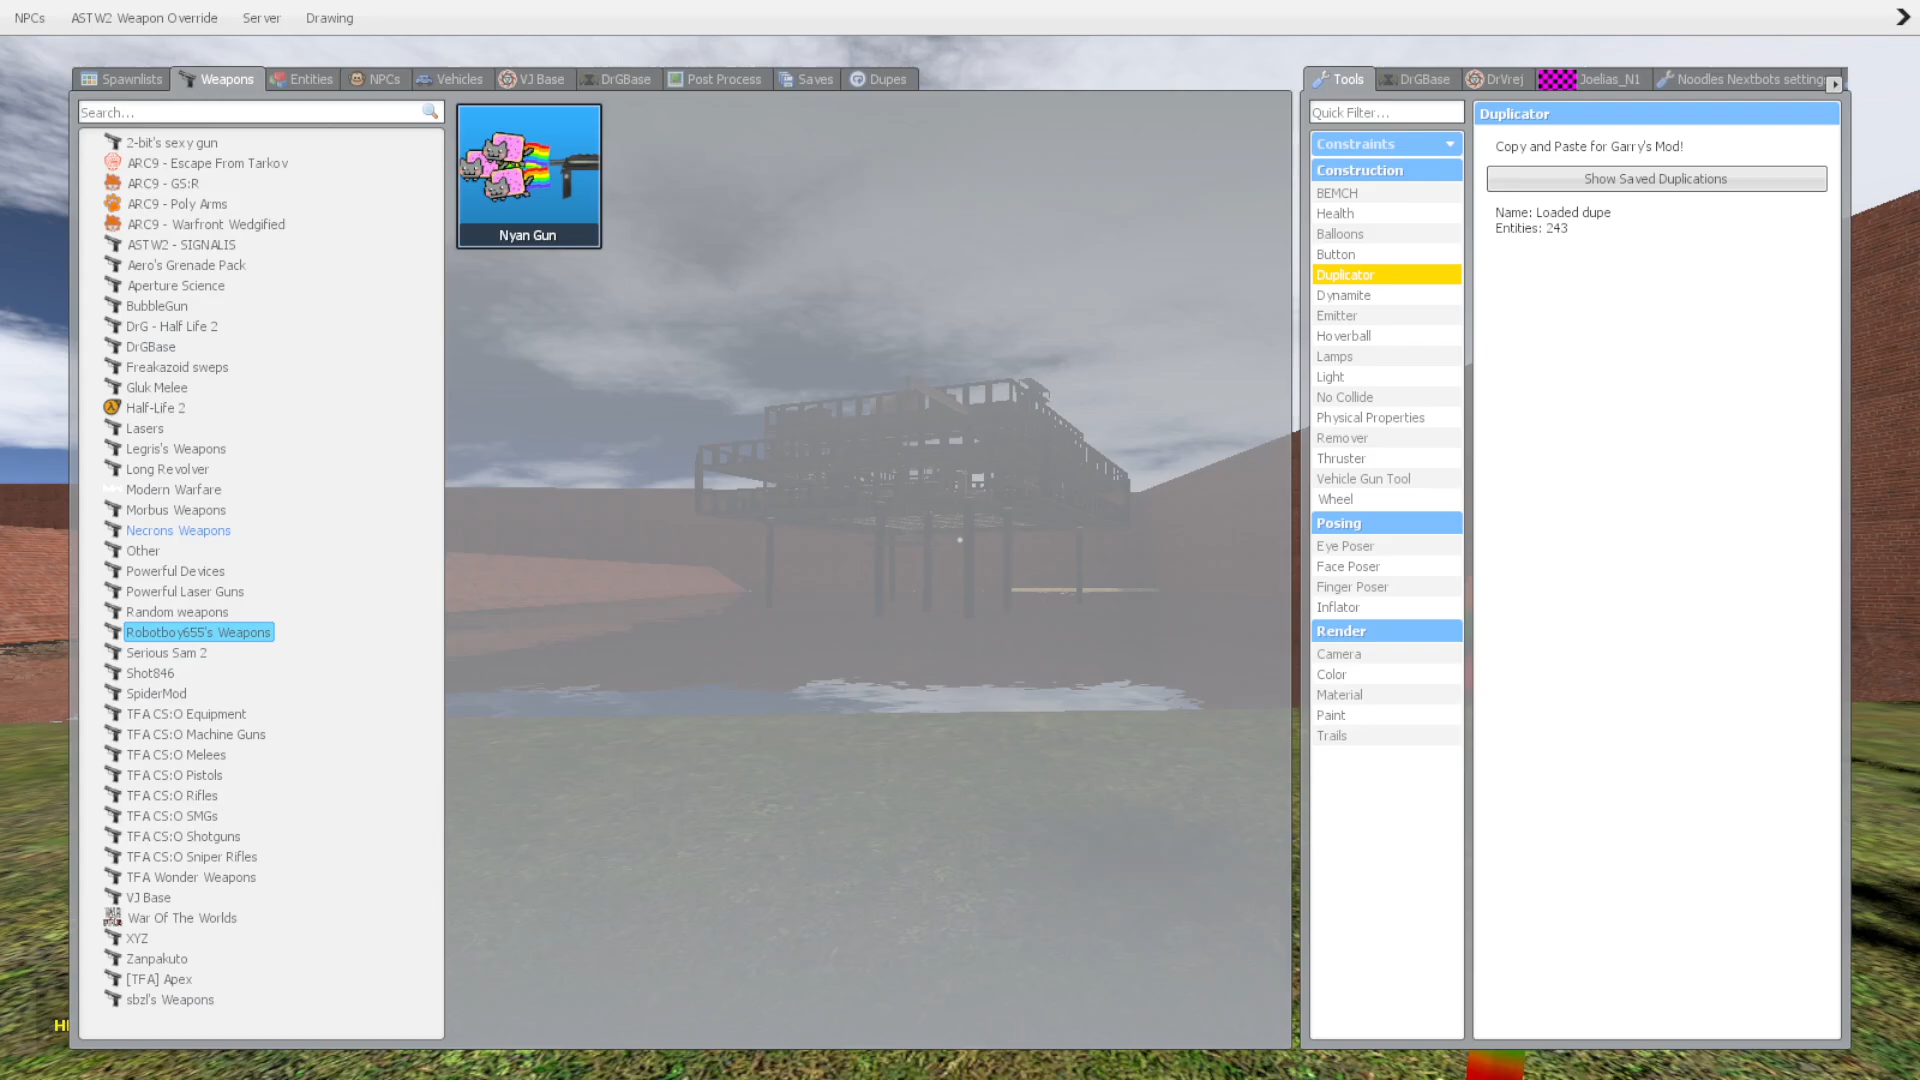 NPCs
ASTW2 Weapon Override
Server
Drawing
Spawnlists
Weapons
Entities
NPCs
Vehicles
VJ Base
DrGBase
Post Process
Saves
Dupes
Search...
2-bit's sexy gun
ARC9 - Escape From Tarkov
ARC9 - GS:R
ARC9 - Poly Arms
ARC9 - Warfront Wedgified
ASTW2 - SIGNALIS
Aero's Grenade Pack
Aperture Science
BubbleGun
DrG - Half Life 2
DrGBase
Freakazoid sweps
Gluk Melee
Half-Life 2
Lasers
Legris's Weapons
Long Revolver
Modern Warfare
Morbus Weapons
Necrons Weapons
Other
Powerful Devices
Powerful Laser Guns
Random weapons
Robotboy655's Weapons
Serious Sam 2
Shot846
SpiderMod
TFA CS:O Equipment
TFA CS:O Machine Guns
TFA CS:O Melees
TFA CS:O Pistols
TFA CS:O Rifles
TFA CS:O SMGs
TFA CS:O Shotguns
TFA CS:O Sniper Rifles
TFA Wonder Weapons
VJ Base
War Of The Worlds
XYZ
Zanpakuto
[TFA] Apex
sbzl's Weapons
Nyan Gun
Tools
DrGBase
DrVrej
Joelias_N1
Noodles Nextbots setting
Quick Filter...
Constraints
Construction
BEMCH
Health
Balloons
Button
Duplicator
Dynamite
Emitter
Hoverball
Lamps
Light
No Collide
Physical Properties
Remover
Thruster
Vehicle Gun Tool
Wheel
Posing
Eye Poser
Face Poser
Finger Poser
Inflator
Render
Camera
Color
Material
Paint
Trails
Duplicator
Copy and Paste for Garry's Mod!
Show Saved Duplications
Name: Loaded dupe
Entities: 243